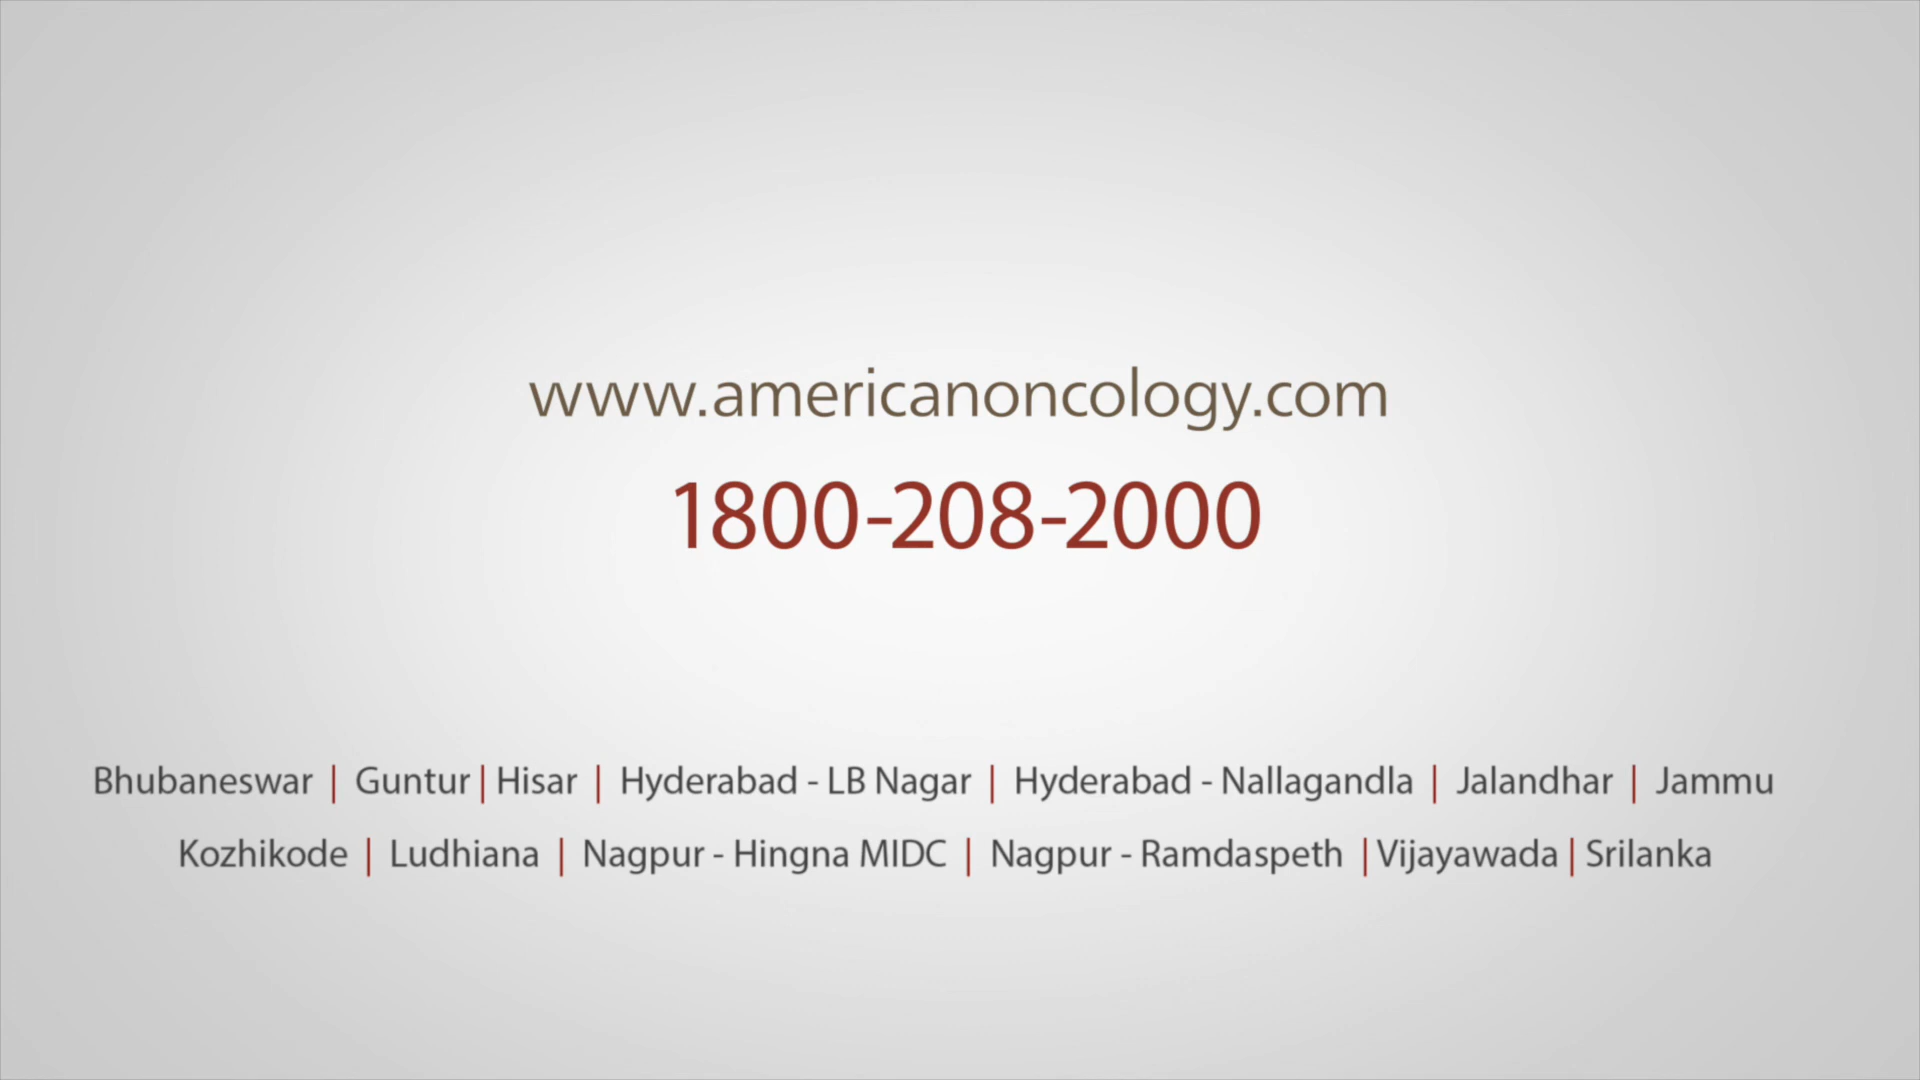 www.americanoncology.com
1800-208-2000
Bhubaneswar | Guntur | Hisar | Hyderabad - LB Nagar | Hyderabad - Nallagandla | Jalandhar | Jammu
Kozhikode | Ludhiana | Nagpur - Hingna MIDC | Nagpur - Ramdaspeth | Vijayawada | Srilanka